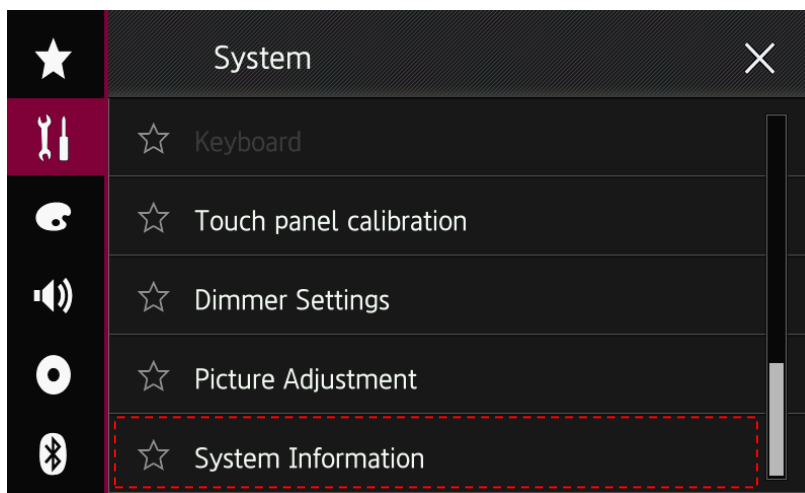 System
Keyboard
Touch panel calibration
Dimmer Settings
Picture Adjustment
System Information